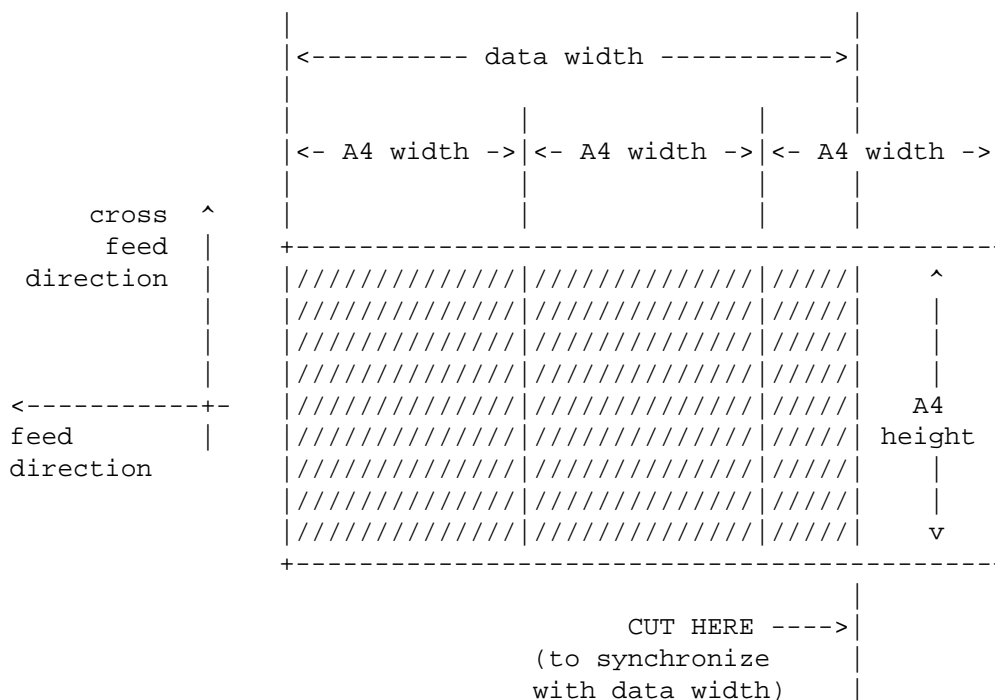 |<---------- data width ----------->|
|<- A4 width ->|<- A4 width ->|<- A4 width ->
cross ^
feed |
direction |
+--------------------------------------------
|//////////////|//////////////|/////| ^
|//////////////|//////////////|/////| |
|//////////////|//////////////|/////| |
|//////////////|//////////////|/////| |
<-----------+- |//////////////|//////////////|/////| A4
feed | |//////////////|//////////////|/////| height
direction |//////////////|//////////////|/////| |
|//////////////|//////////////|/////| |
|//////////////|//////////////|/////| v
+--------------------------------------------
CUT HERE ---->|
(to synchronize |
with data width) |